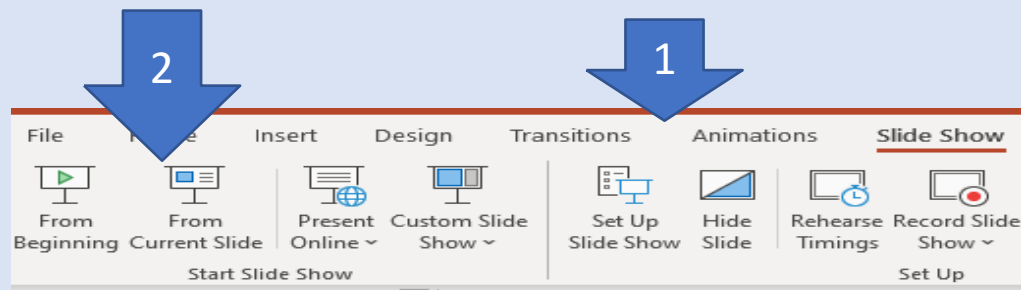 2
1
File Insert Design Transitions Animations Slide Show
From Beginning
From Current Slide
Present Online
Custom Slide Show
Set Up Slide Show
Hide Slide
Rehearse Timings
Record Slide Show
Start Slide Show
Set Up